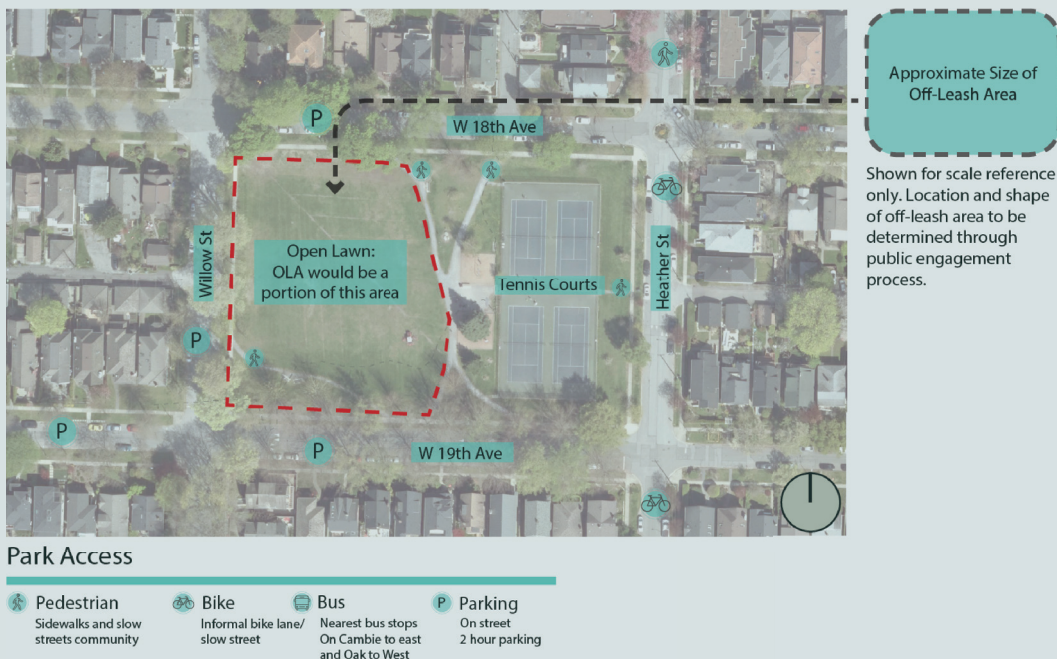 Approximate Size of
Off-Leash Area
Shown for scale reference
only. Location and shape
of off-leash area to be
determined through
public engagement
process.
P
W 18th Ave
Willow St
Open Lawn:
OLA would be a
portion of this area
Tennis Courts
Heather St
P
P
P
W 19th Ave
Park Access
Pedestrian
Sidewalks and slow
streets community
Bike
Informal bike lane/
slow street
Bus
Nearest bus stops
On Cambie to east
and Oak to West
P
Parking
On street
2 hour parking